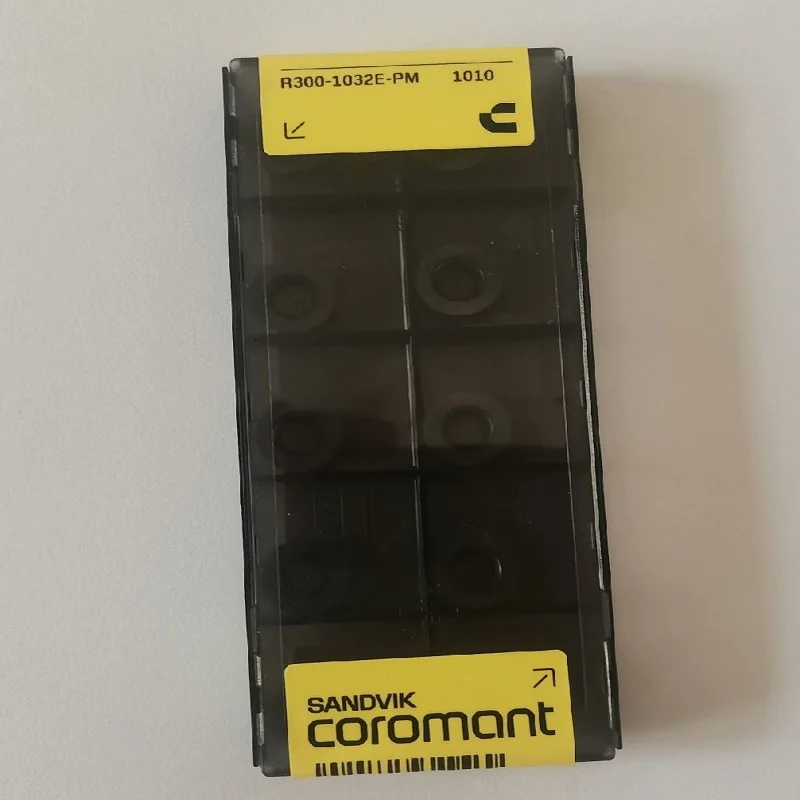 R300-1032E-PM 1010
SANDVIK
coromant